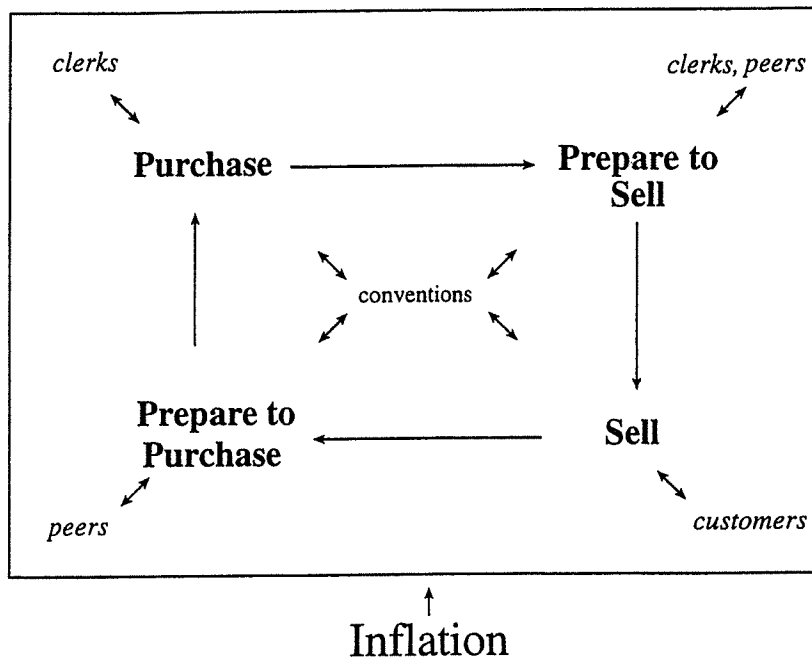 clerks
clerks, peers
Purchase
Prepare to
Sell
conventions
Prepare to
Purchase
Sell
peers
customers
Inflation